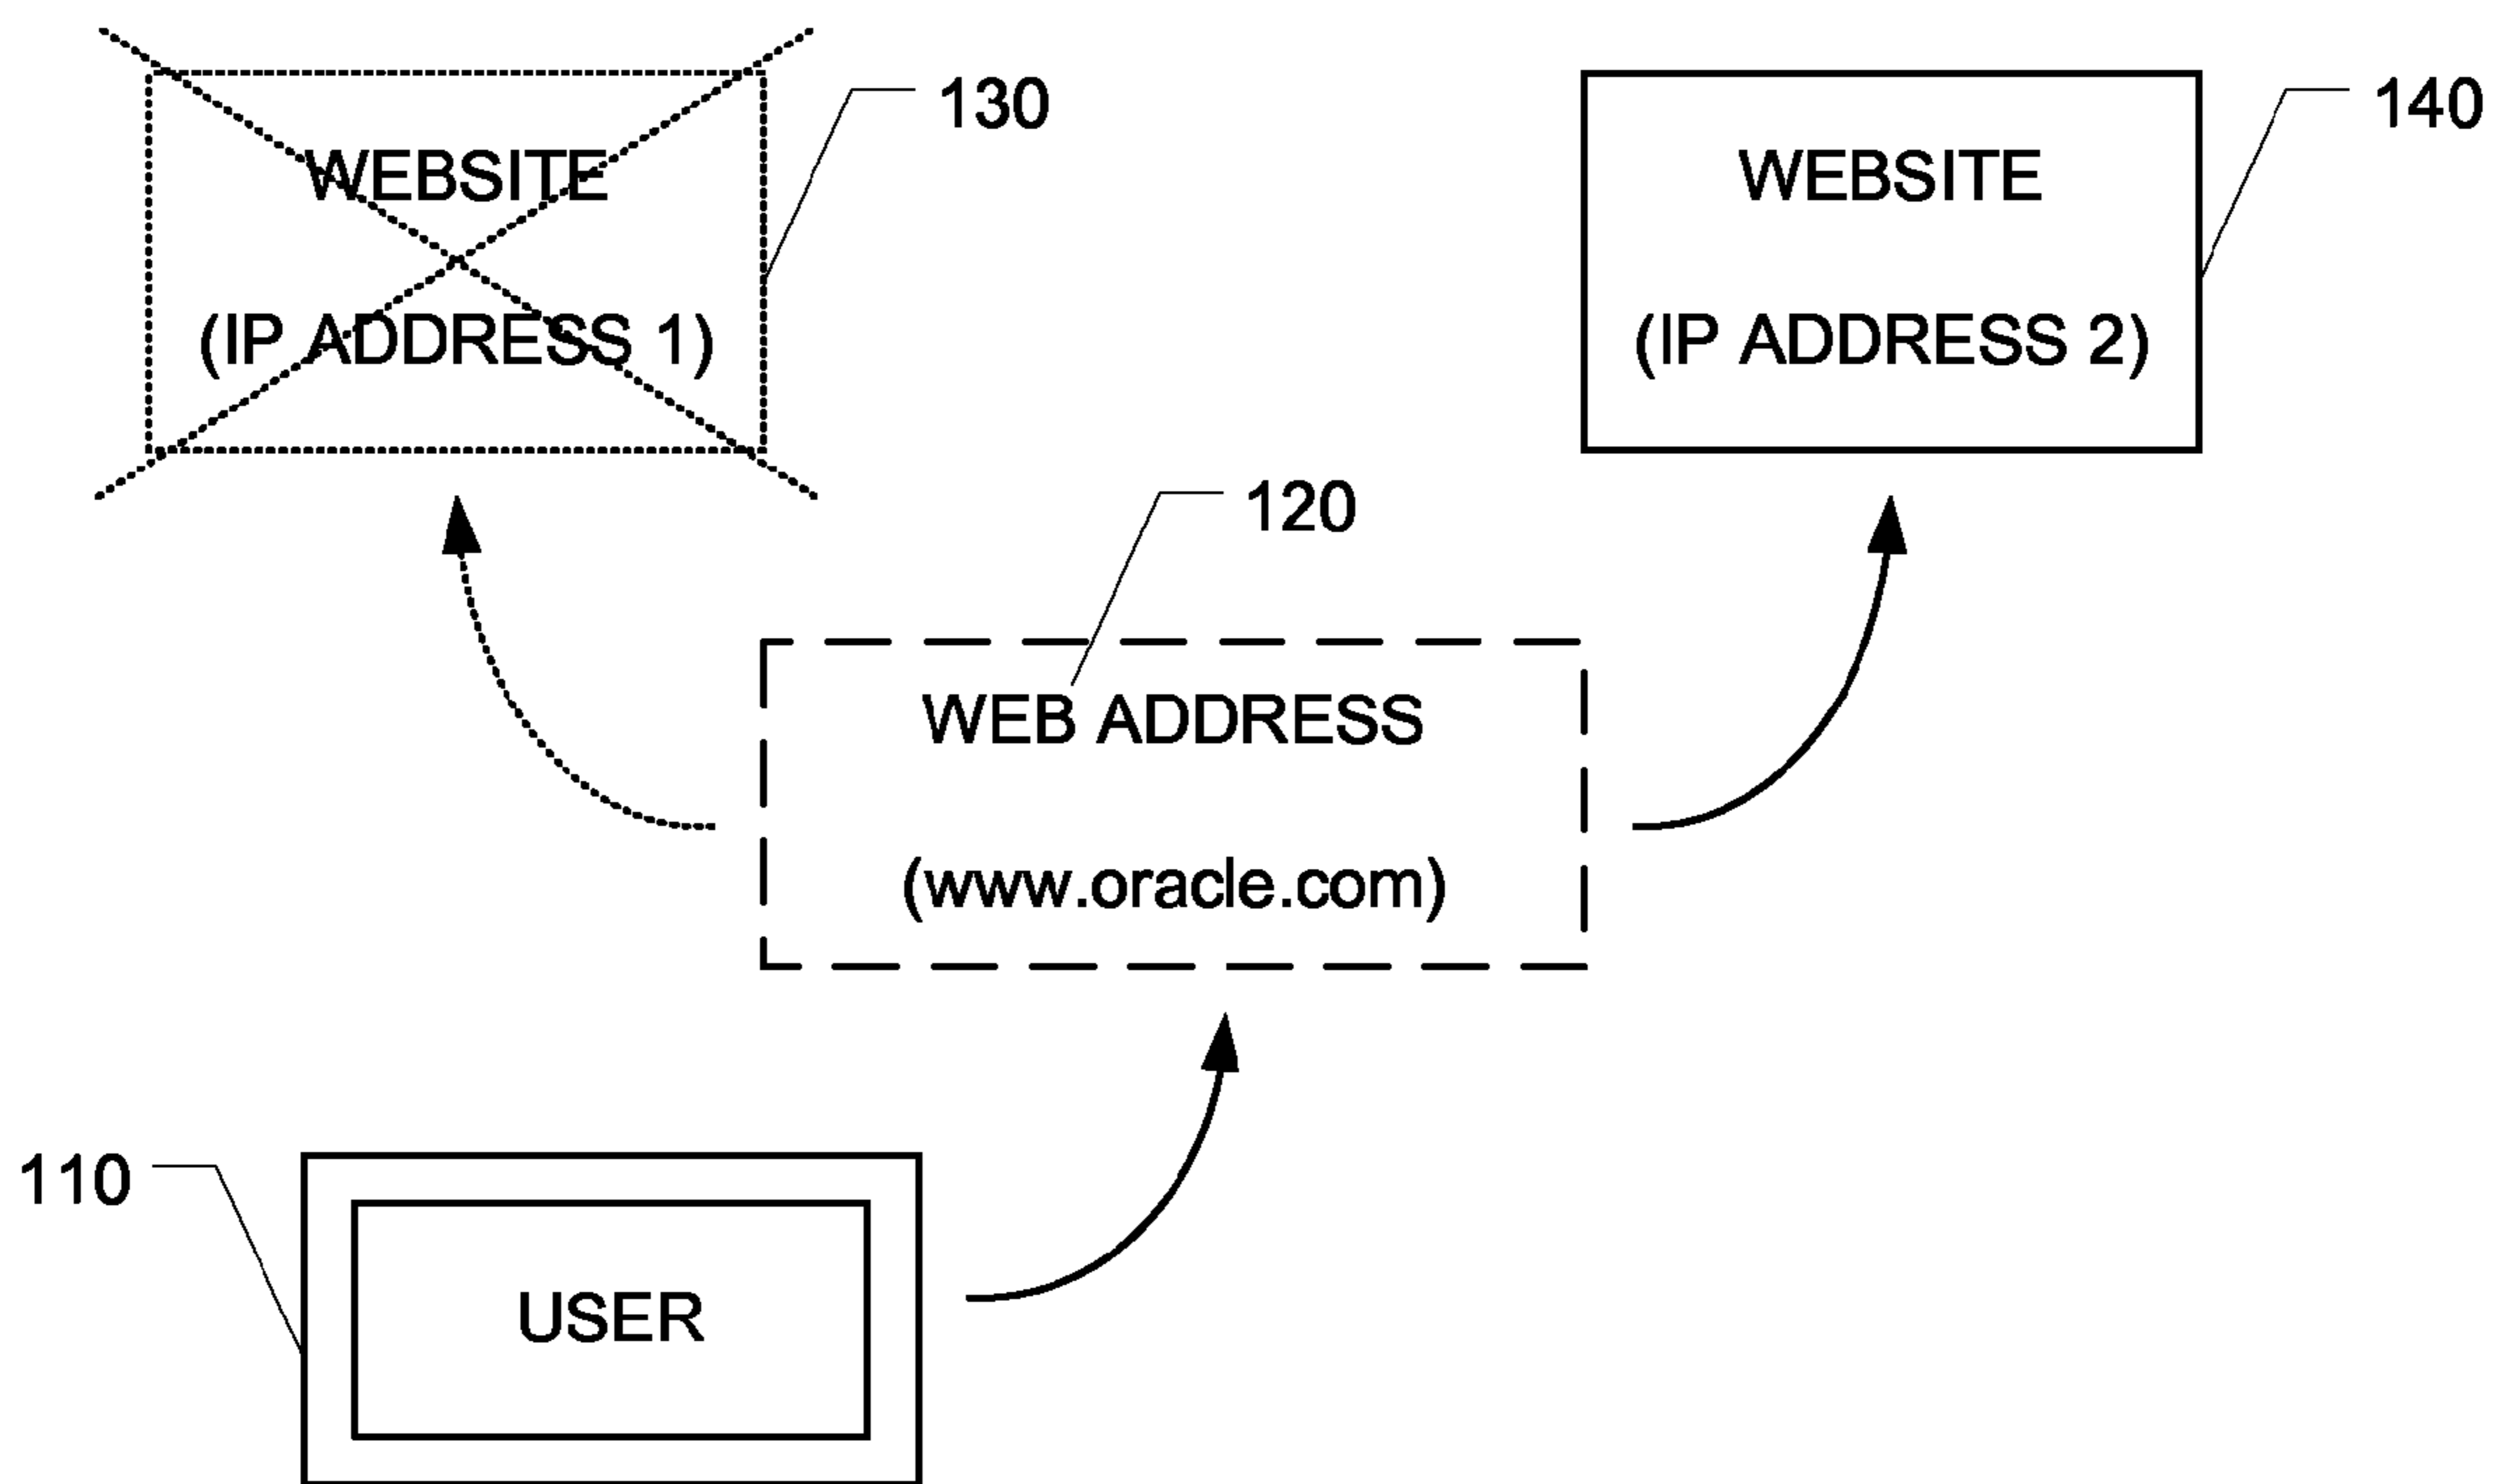 130
WEBSITE
(IP ADDRESS 1)
140
WEBSITE
(IP ADDRESS 2)
120
WEB ADDRESS
(www.oracle.com)
110
USER